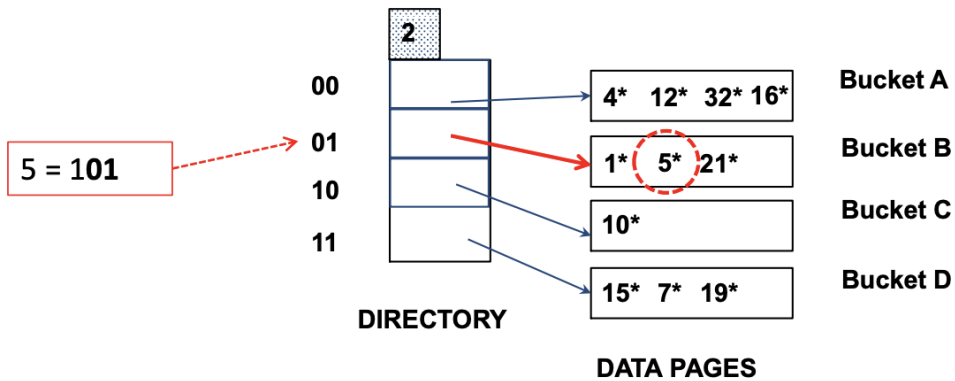 2
00
4* 12* 32* 16*
Bucket A
01
5 = 101
1* 5* 21*
Bucket B
10
10*
Bucket C
11
15* 7* 19*
Bucket D
DIRECTORY
DATA PAGES